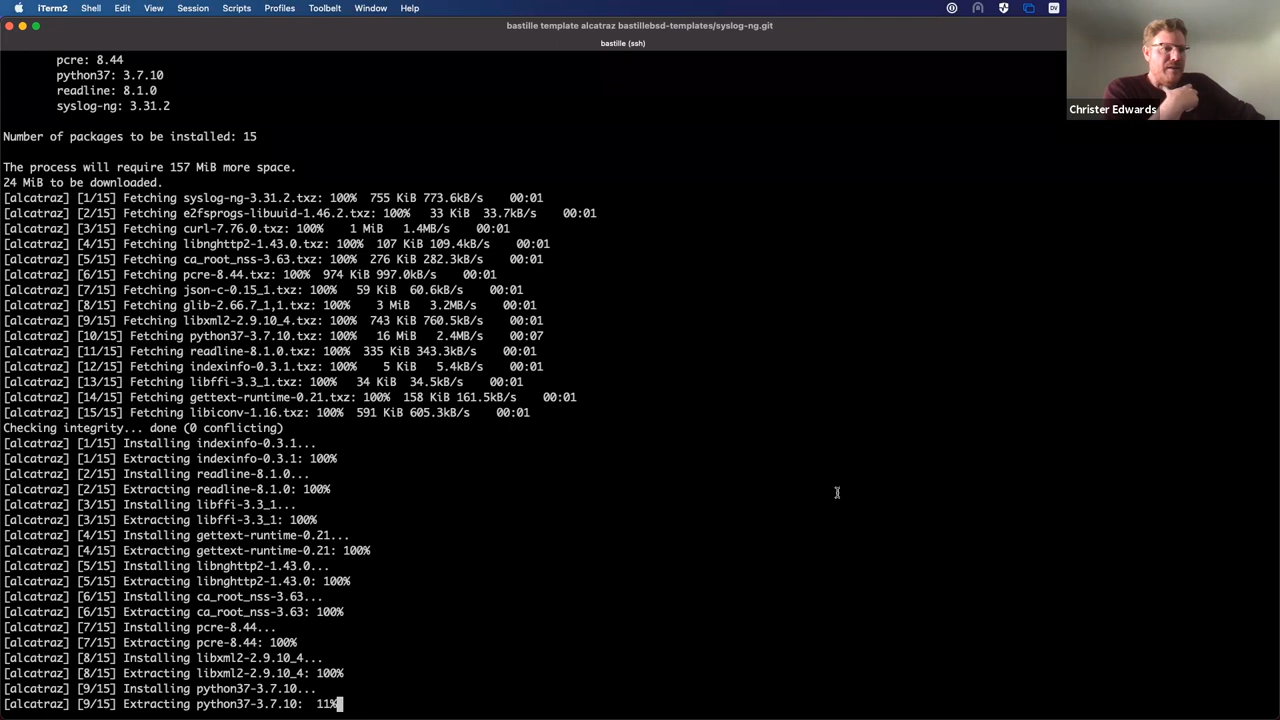 iTerm2 Shell Edit View Session Scripts Profiles Toolbelt Window Help
bastille template alcatraz bastillebsd-templates/syslog-ng.git
bastille (ssh)
DV
Christer Edwards
pcre: 8.44
python37: 3.7.10
readline: 8.1.0
syslog-ng: 3.31.2
Number of packages to be installed: 15
The process will require 157 MiB more space.
24 MiB to be downloaded.
[alcatraz] [1/15] Fetching syslog-ng-3.31.2.txz: 100% 755 KiB 773.6kB/s 00:01
[alcatraz] [2/15] Fetching e2fsprogs-libuuid-1.46.2.txz: 100% 33 KiB 33.7kB/s 00:01
[alcatraz] [3/15] Fetching curl-7.76.0.txz: 100% 1 MiB 1.4MB/s 00:01
[alcatraz] [4/15] Fetching libnghttp2-1.43.0.txz: 100% 107 KiB 109.4kB/s 00:01
[alcatraz] [5/15] Fetching ca_root_nss-3.63.txz: 100% 276 KiB 282.3kB/s 00:01
[alcatraz] [6/15] Fetching pcre-8.44.txz: 100% 974 KiB 997.0kB/s 00:01
[alcatraz] [7/15] Fetching json-c-0.15_1.txz: 100% 59 KiB 60.6kB/s 00:01
[alcatraz] [8/15] Fetching glib-2.66.7_1,1.txz: 100% 3 MiB 3.2MB/s 00:01
[alcatraz] [9/15] Fetching libxml2-2.9.10_4.txz: 100% 743 KiB 760.5kB/s 00:01
[alcatraz] [10/15] Fetching python37-3.7.10.txz: 100% 16 MiB 2.4MB/s 00:07
[alcatraz] [11/15] Fetching readline-8.1.0.txz: 100% 335 KiB 343.3kB/s 00:01
[alcatraz] [12/15] Fetching indexinfo-0.3.1.txz: 100% 5 KiB 5.4kB/s 00:01
[alcatraz] [13/15] Fetching libffi-3.3_1.txz: 100% 34 KiB 34.5kB/s 00:01
[alcatraz] [14/15] Fetching gettext-runtime-0.21.txz: 100% 158 KiB 161.5kB/s 00:01
[alcatraz] [15/15] Fetching libiconv-1.16.txz: 100% 591 KiB 605.3kB/s 00:01
Checking integrity... done (0 conflicting)
[alcatraz] [1/15] Installing indexinfo-0.3.1...
[alcatraz] [1/15] Extracting indexinfo-0.3.1: 100%
[alcatraz] [2/15] Installing readline-8.1.0...
[alcatraz] [2/15] Extracting readline-8.1.0: 100%
[alcatraz] [3/15] Installing libffi-3.3_1...
[alcatraz] [3/15] Extracting libffi-3.3_1: 100%
[alcatraz] [4/15] Installing gettext-runtime-0.21...
[alcatraz] [4/15] Extracting gettext-runtime-0.21: 100%
[alcatraz] [5/15] Installing libnghttp2-1.43.0...
[alcatraz] [5/15] Extracting libnghttp2-1.43.0: 100%
[alcatraz] [6/15] Installing ca_root_nss-3.63...
[alcatraz] [6/15] Extracting ca_root_nss-3.63: 100%
[alcatraz] [7/15] Installing pcre-8.44...
[alcatraz] [7/15] Extracting pcre-8.44: 100%
[alcatraz] [8/15] Installing libxml2-2.9.10_4...
[alcatraz] [8/15] Extracting libxml2-2.9.10_4: 100%
[alcatraz] [9/15] Installing python37-3.7.10...
[alcatraz] [9/15] Extracting python37-3.7.10: 11%